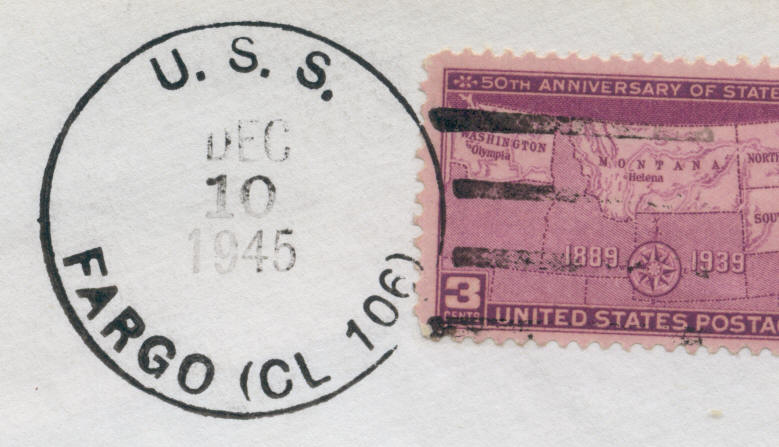 U. S. S.
DEC
10
1945
FARGO (CL 106)
50TH ANNIVERSARY OF STATE
WASHINGTON
Olympia
MONTANA
Helena
NORT
SOU
1889 1939
3
CENTS
UNITED STATES POSTA